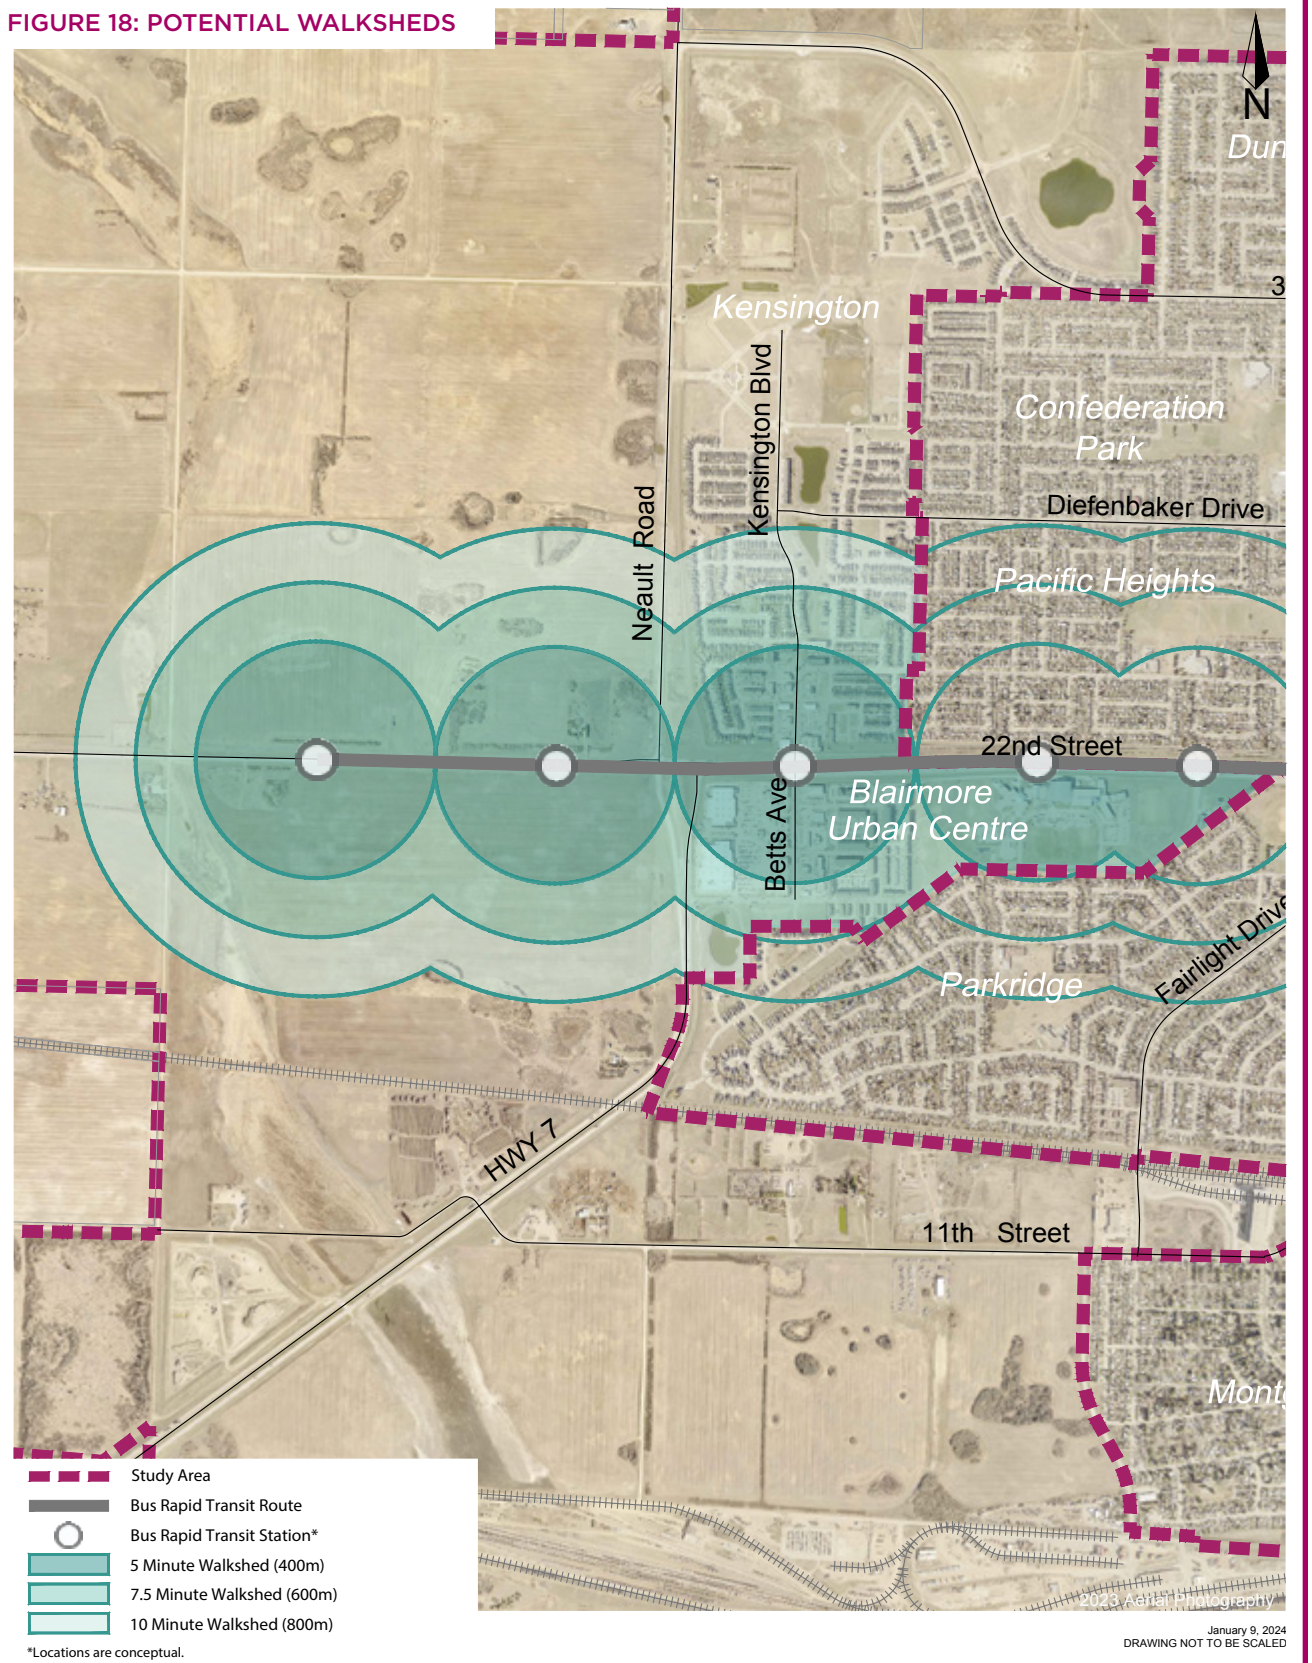 FIGURE 18: POTENTIAL WALKSHEDS
N
Kensington
Kensington Blvd
Confederation
Park
Diefenbaker Drive
Neault Road
Pacific Heights
22nd Street
Blairmore
Urban Centre
Betts Ave
Fairlight Drive
Parkridge
HWY 7
11th Street
Study Area
Bus Rapid Transit Route
Bus Rapid Transit Station*
5 Minute Walkshed (400m)
7.5 Minute Walkshed (600m)
10 Minute Walkshed (800m)
*Locations are conceptual.
2023 Aerial Photography
January 9, 2024
DRAWING NOT TO BE SCALED